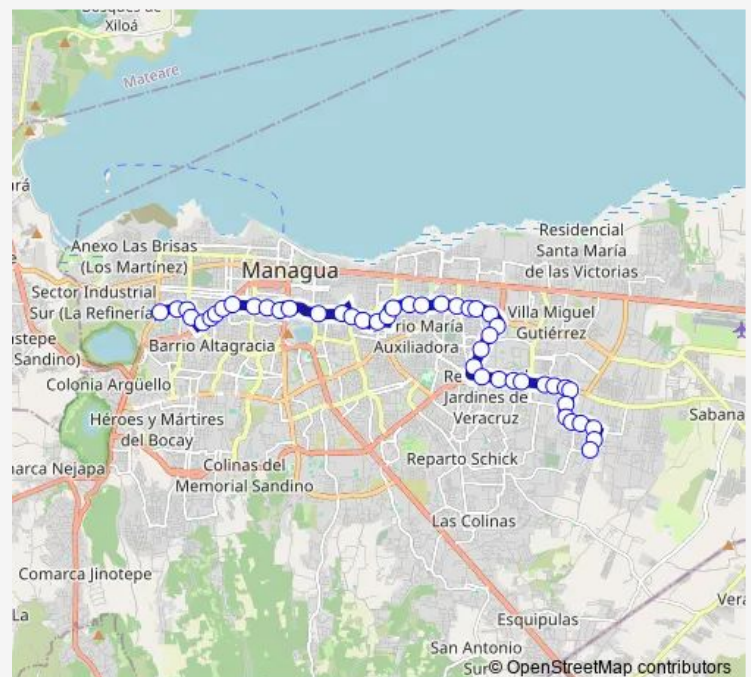 Bosques de
Xiloá
Mateare
ará
Residencial
Santa María
de las Victorias
Anexo Las Brisas
(Los Martínez)
Managua
Sector Industrial
Sur (La Refinería
Villa Miguel
Gutiérrez
rio María
Auxiliadora
Barrio Altagracia
istepe
Sandino)
Colonia Argüello
Re
Jardines de
Veracruz
Sabana
Héroes y Mártires
del Bocay
Colinas del
Memorial Sandino
Reparto Schick
narca Nejapa
Las Colinas
Comarca Jinotepe
Vera
La
Esquipulas
San Antonio
Sur
© OpenStreetMap contributors